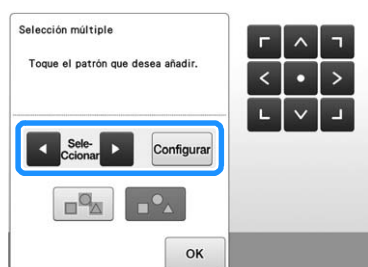 Selección múltiple
Toque el patrón que desea añadir.
Sele-
Ccionar
Configurar
OK